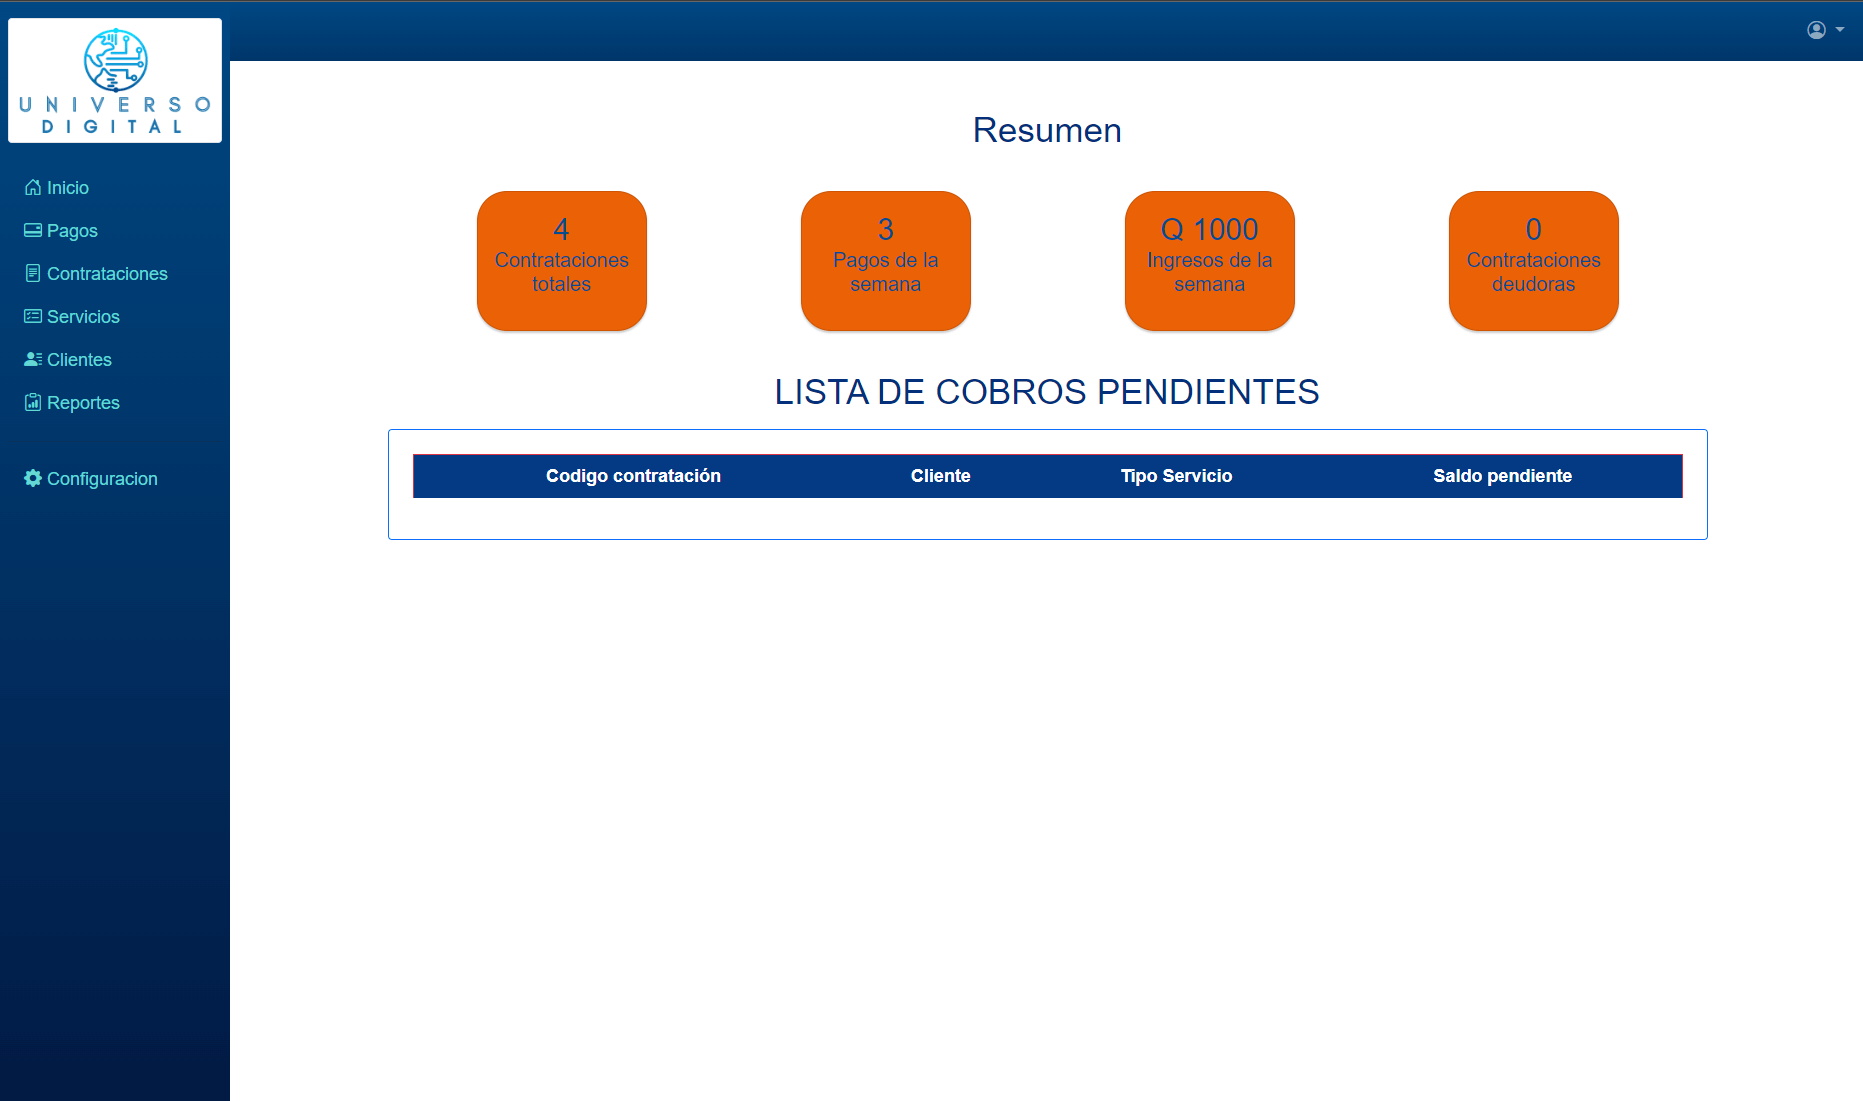 UNIVERSO
DIGITAL
Inicio
Pagos
Contrataciones
Servicios
Clientes
Reportes
Configuracion
Resumen
4
Contrataciones
totales
3
Pagos de la
semana
Q 1000
Ingresos de la
semana
0
Contrataciones
deudoras
LISTA DE COBROS PENDIENTES
Codigo contratación Cliente Tipo Servicio Saldo pendiente